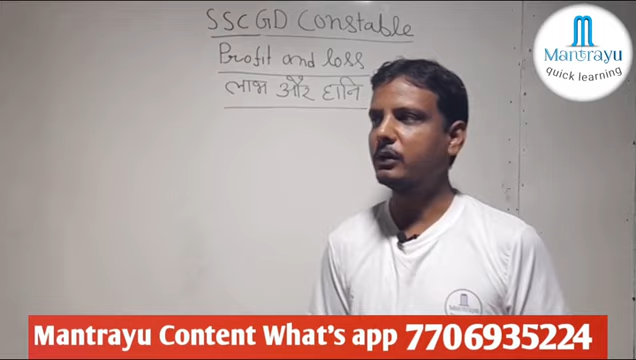 SSC GD Constable
Profit and loss
लाभ और हानि
Mantrayu
quick learning
Mantrayu Content What's app 7706935224